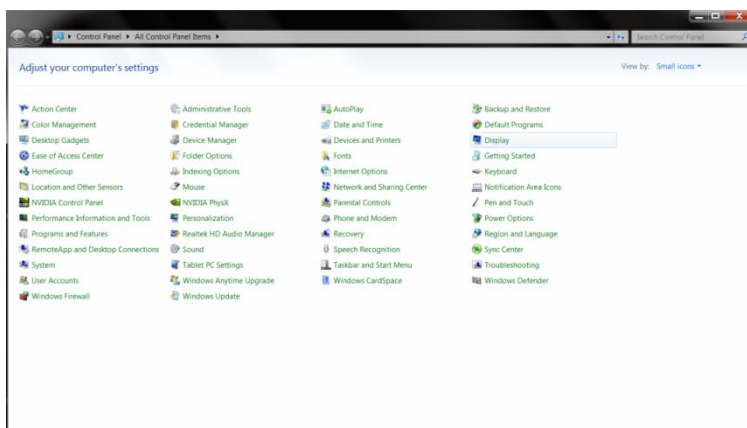 Control Panel All Control Panel Items Search Control Panel
Adjust your computer's settings View by: Small icons
Action Center Administrative Tools AutoPlay Backup and Restore
Color Management Credential Manager Date and Time Default Programs
Desktop Gadgets Device Manager Devices and Printers Display
Ease of Access Center Folder Options Fonts Getting Started
HomeGroup Indexing Options Internet Options Keyboard
Location and Other Sensors Mouse Network and Sharing Center Notification Area Icons
NVIDIA Control Panel NVIDIA PhysX Parental Controls Pen and Touch
Performance Information and Tools Personalization Phone and Modem Power Options
Programs and Features Realtek HD Audio Manager Recovery Region and Language
RemoteApp and Desktop Connections Sound Speech Recognition Sync Center
System Tablet PC Settings Taskbar and Start Menu Troubleshooting
User Accounts Windows Anytime Upgrade Windows CardSpace Windows Defender
Windows Firewall Windows Update